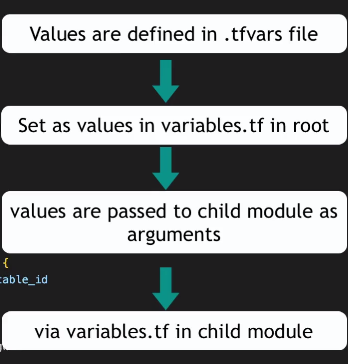 Values are defined in .tfvars file
Set as values in variables.tf in root
values are passed to child module as
arguments
{
table_id
via variables.tf in child module